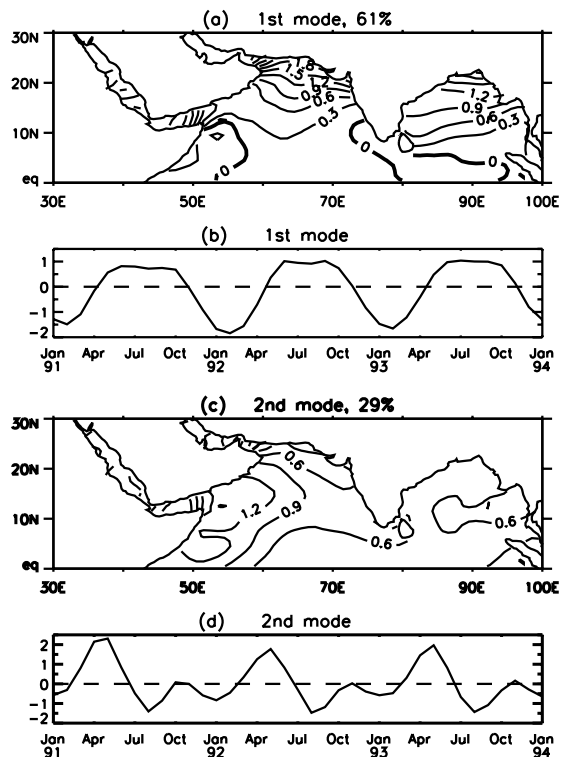 (a) 1st mode, 61%
30N
1.8
1.5
0.9
1.2
0.6
0.3
1.2
0.9
0.6
0.3
20N
10N
0
0
0
eq
30E 50E 70E 80E 100E
(b) 1st mode
1
0
-1
-2
Jan Apr Jul Oct Jan Apr Jul Oct Jan Apr Jul Oct Jan
91 92 93 94
(c) 2nd mode, 29%
30N
0.6
20N
1.2
0.9
10N
0.6
0.6
eq
30E 50E 70E 80E 100E
(d) 2nd mode
2
1
0
-1
-2
Jan Apr Jul Oct Jan Apr Jul Oct Jan Apr Jul Oct Jan
91 92 93 94